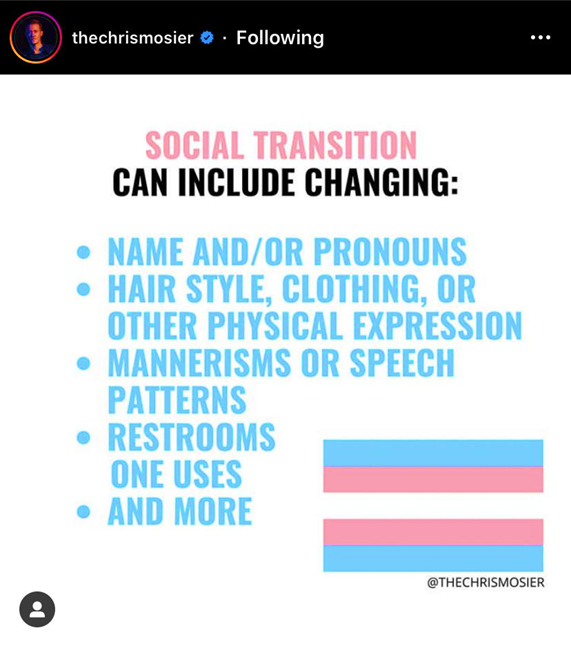 thechrismosier · Following
SOCIAL TRANSITION
CAN INCLUDE CHANGING:
• NAME AND/OR PRONOUNS
• HAIR STYLE, CLOTHING, OR
OTHER PHYSICAL EXPRESSION
• MANNERISMS OR SPEECH
PATTERNS
• RESTROOMS
ONE USES
• AND MORE
@THECHRISMOSIER